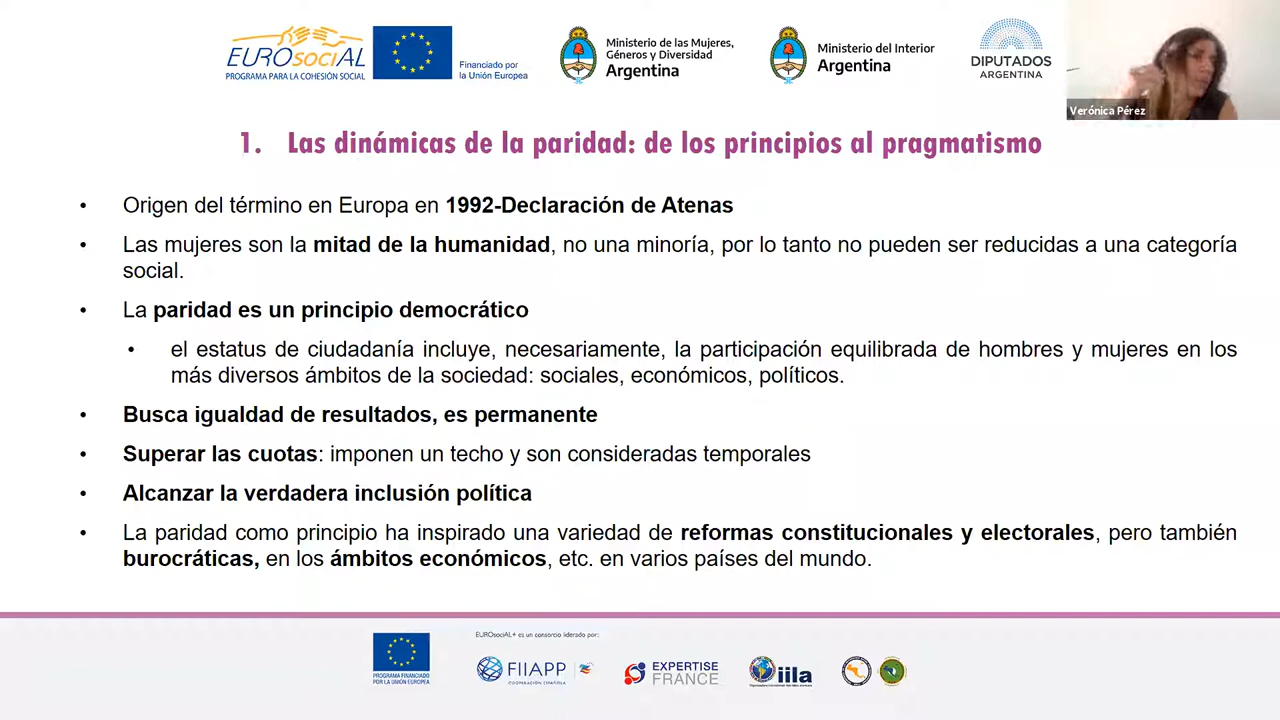 EUROsociAL
PROGRAMA PARA LA COHESIÓN SOCIAL
Financiado por
la Unión Europea
Ministerio de las Mujeres,
Géneros y Diversidad
Argentina
Ministerio del Interior
Argentina
DIPUTADOS
ARGENTINA
Verónica Pérez
1. Las dinámicas de la paridad: de los principios al pragmatismo
• Origen del término en Europa en 1992-Declaración de Atenas
• Las mujeres son la mitad de la humanidad, no una minoría, por lo tanto no pueden ser reducidas a una categoría
social.
• La paridad es un principio democrático
• el estatus de ciudadanía incluye, necesariamente, la participación equilibrada de hombres y mujeres en los
más diversos ámbitos de la sociedad: sociales, económicos, políticos.
• Busca igualdad de resultados, es permanente
• Superar las cuotas: imponen un techo y son consideradas temporales
• Alcanzar la verdadera inclusión política
• La paridad como principio ha inspirado una variedad de reformas constitucionales y electorales, pero también
burocráticas, en los ámbitos económicos, etc. en varios países del mundo.
EUROsociAL+ es un consorcio liderado por:
PROGRAMA FINANCIADO
POR LA UNIÓN EUROPEA
FIIAPP
COOPERACIÓN ESPAÑOLA
EXPERTISE
FRANCE
iila